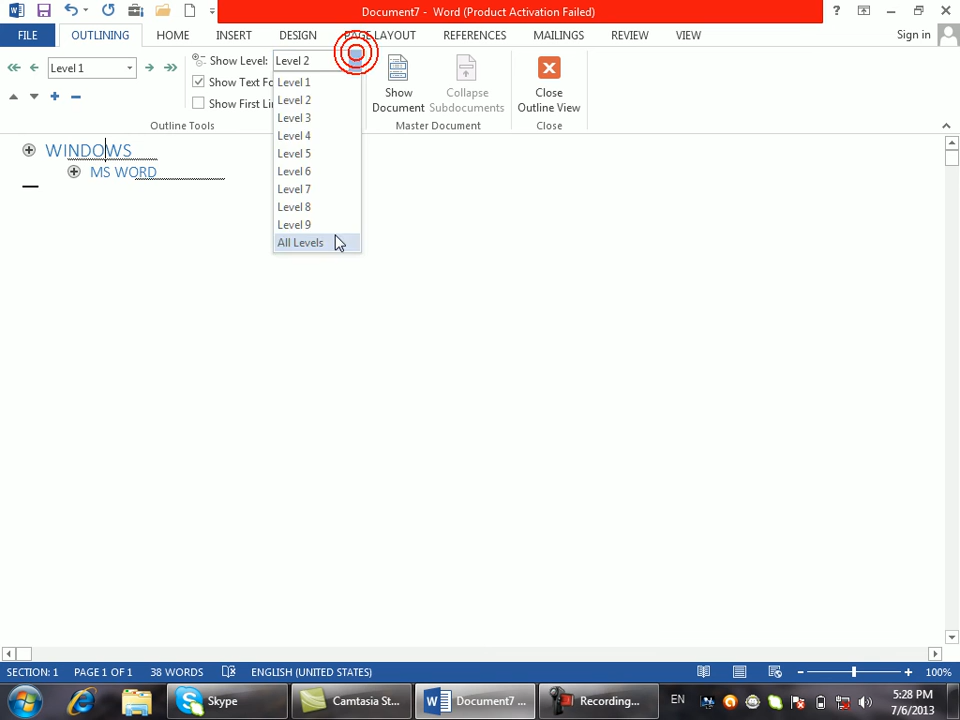 Document7 - Word (Product Activation Failed)
FILE OUTLINING HOME INSERT DESIGN PAGE LAYOUT REFERENCES MAILINGS REVIEW VIEW Sign in
Level 1
Show Level: Level 2
Show Text Fo
Show First Li
Level 1
Level 2
Level 3
Level 4
Level 5
Level 6
Level 7
Level 8
Level 9
All Levels
Show Document
Collapse Subdocuments
Close Outline View
Outline Tools
Master Document
Close
WINDOWS
MS WORD
SECTION: 1 PAGE 1 OF 1 38 WORDS ENGLISH (UNITED STATES) 100%
Skype
Camtasia St...
Document7 ...
Recording...
EN
5:28 PM
7/6/2013